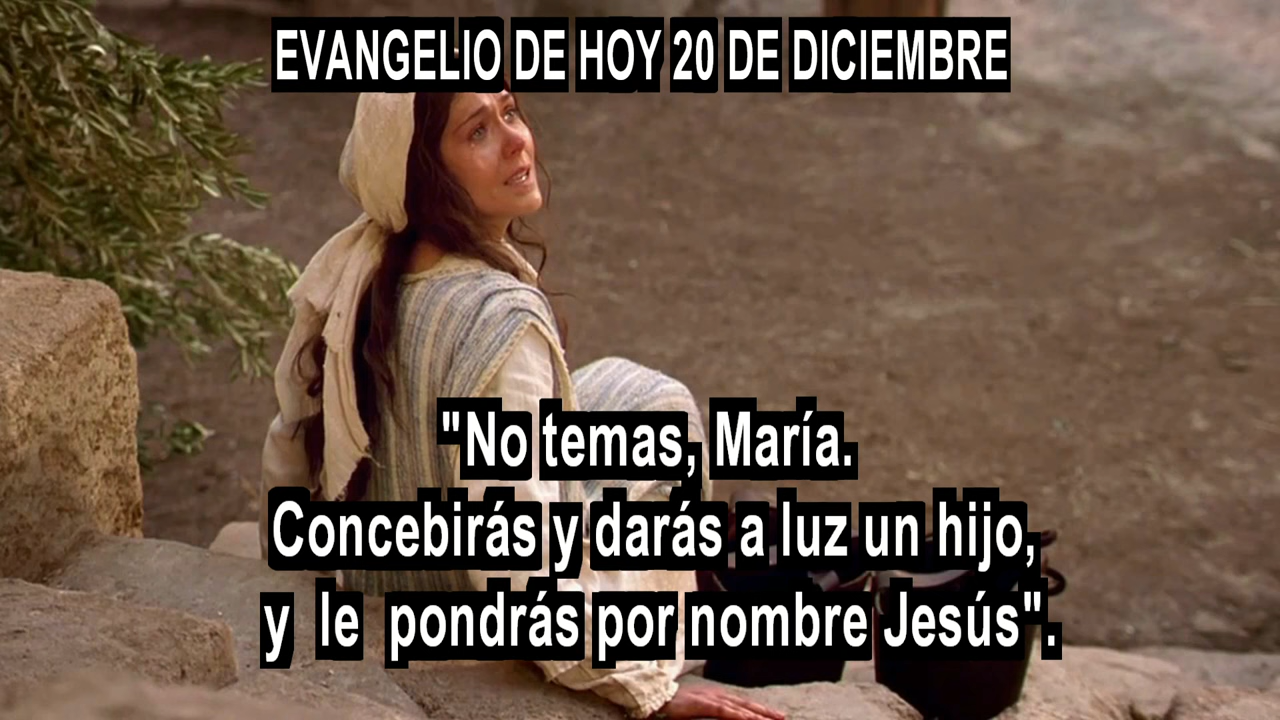 EVANGELIO DE HOY 20 DE DICIEMBRE
"No temas, María.
Concebirás y darás a luz un hijo,
y le pondrás por nombre Jesús".